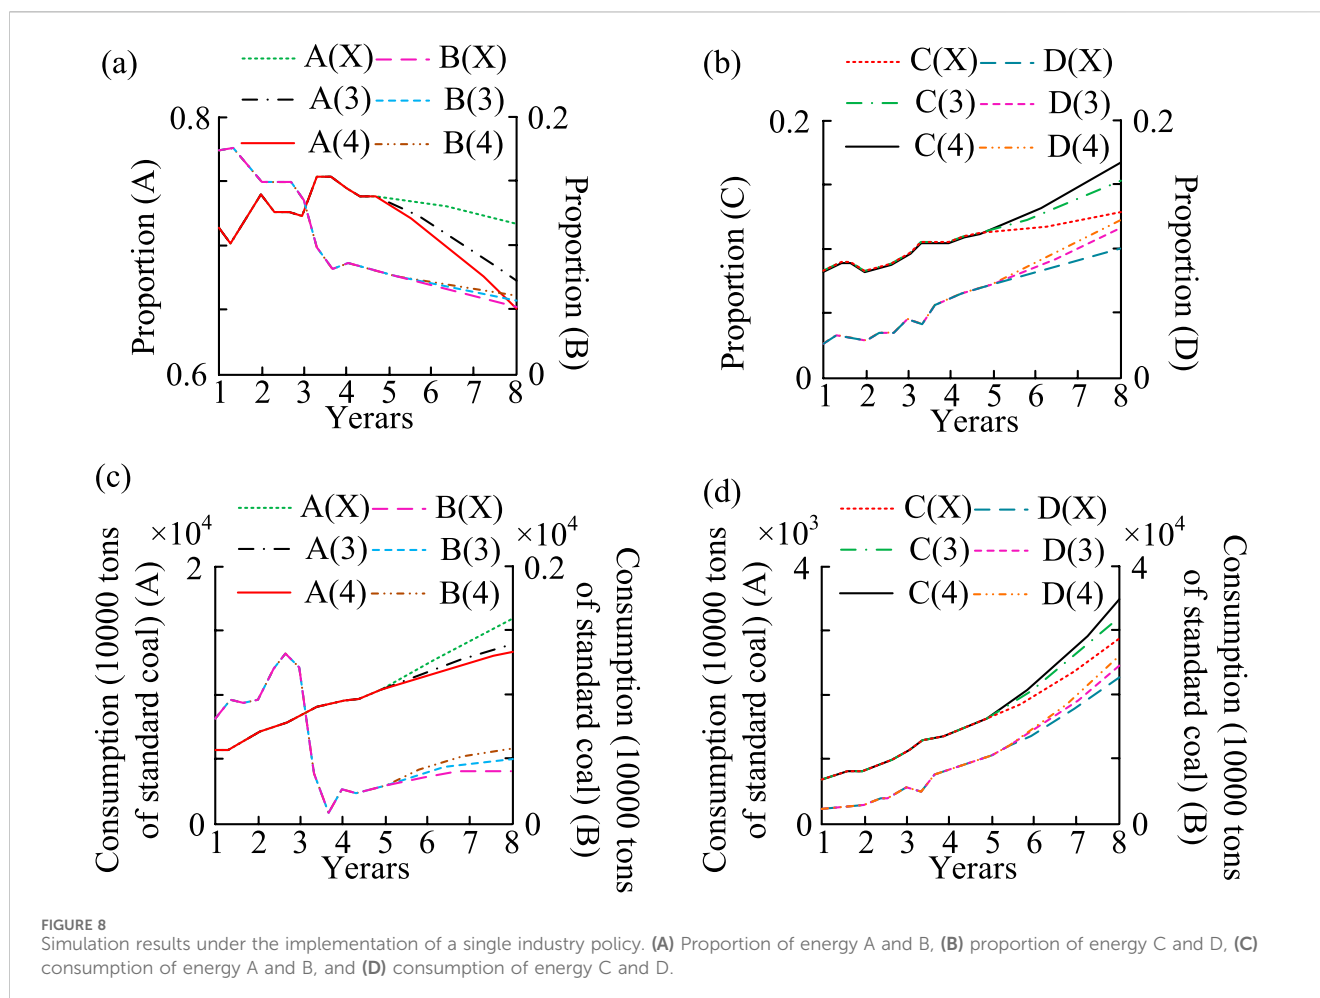 (a)
A(X) B(X)
A(3) B(3)
A(4) B(4)
0.8
0.2
Proportion (A)
Proportion (B)
0.6
0
1 2 3 4 5 6 7 8
Yerars
(b)
C(X) D(X)
C(3) D(3)
C(4) D(4)
0.2
0.2
Proportion (C)
Proportion (D)
0
0
1 2 3 4 5 6 7 8
Yerars
(c)
A(X) B(X)
A(3) B(3)
A(4) B(4)
×10⁴
×10⁴
2
0.2
Consumption (10000 tons
of standard coal) (A)
Consumption (10000 tons
of standard coal) (B)
0
0
1 2 3 4 5 6 7 8
Yerars
(d)
C(X) D(X)
C(3) D(3)
C(4) D(4)
×10³
×10⁴
4
4
Consumption (10000 tons
of standard coal) (A)
Consumption (10000 tons
of standard coal) (B)
0
0
1 2 3 4 5 6 7 8
Yerars
FIGURE 8
Simulation results under the implementation of a single industry policy. (A) Proportion of energy A and B, (B) proportion of energy C and D, (C)
consumption of energy A and B, and (D) consumption of energy C and D.